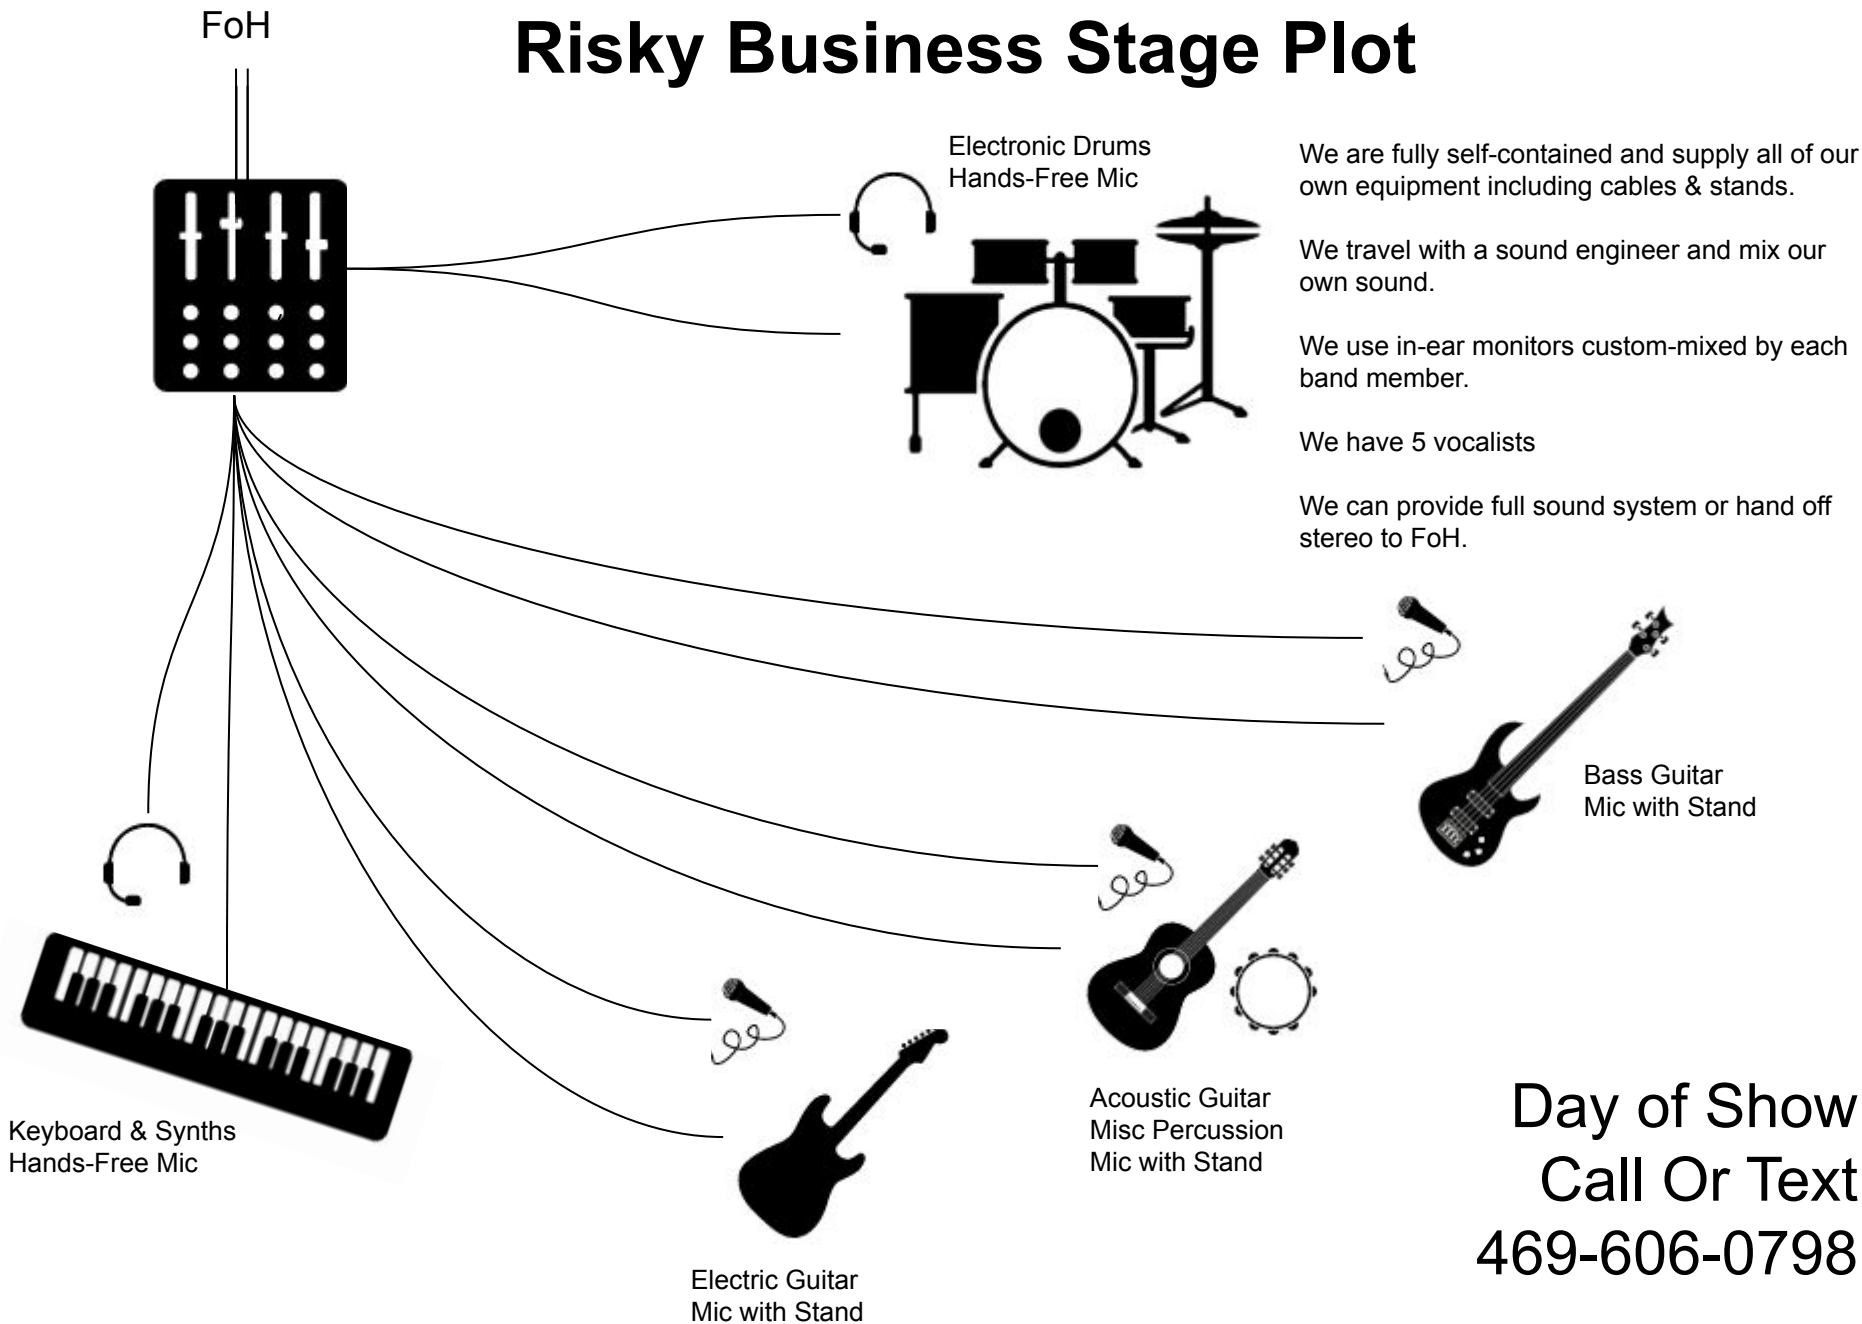 FoH
Risky Business Stage Plot
Electronic Drums
Hands-Free Mic
We are fully self-contained and supply all of our
own equipment including cables & stands.
We travel with a sound engineer and mix our
own sound.
We use in-ear monitors custom-mixed by each
band member.
We have 5 vocalists
We can provide full sound system or hand off
stereo to FoH.
Bass Guitar
Mic with Stand
Keyboard & Synths
Hands-Free Mic
Acoustic Guitar
Misc Percussion
Mic with Stand
Electric Guitar
Mic with Stand
Day of Show
Call Or Text
469-606-0798